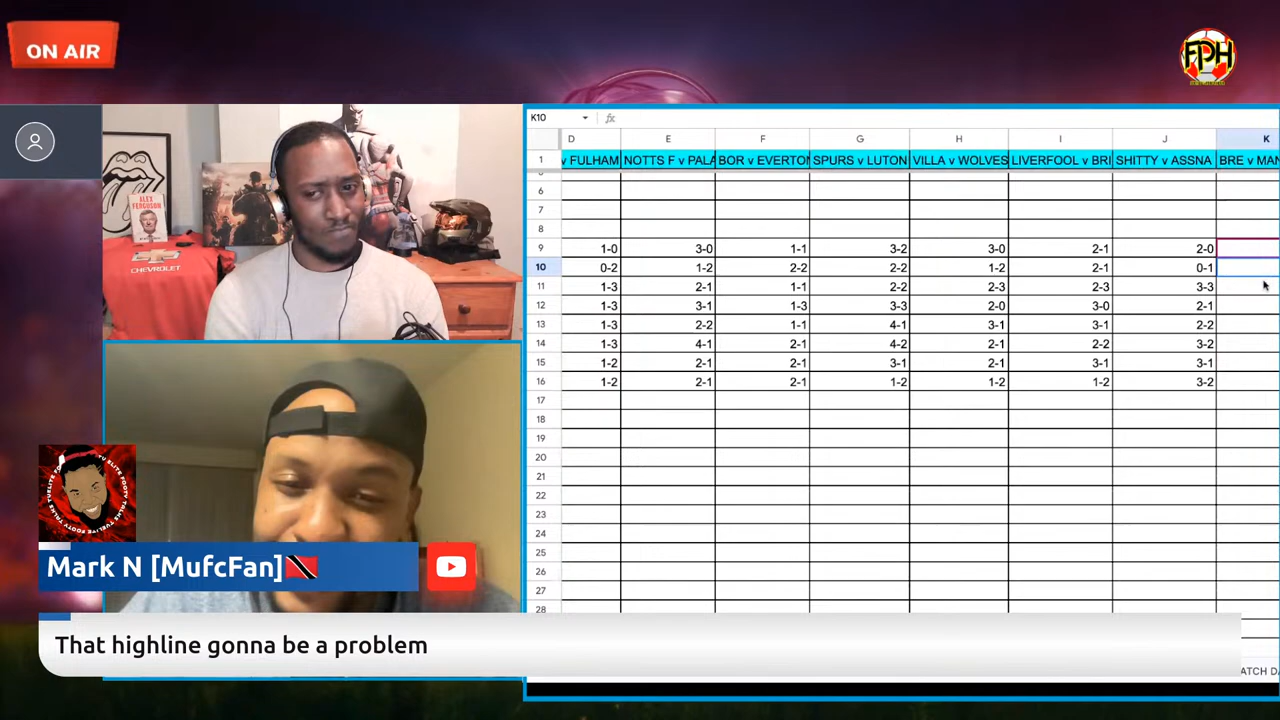 ON AIR
FPH
ALEX
FERGUSON
CHEVROLET
K10
fx
D E F G H I J K
1 v FULHAM NOTTS F v PALA BOR v EVERTON SPURS v LUTON VILLA v WOLVES LIVERPOOL v BRI SHITTY v ASSNA BRE v MAN
6
7
8
9 1-0 3-0 1-1 3-2 3-0 2-1 2-0
10 0-2 1-2 2-2 2-2 1-2 2-1 0-1
11 1-3 2-1 1-1 2-2 2-3 2-3 3-3
12 1-3 3-1 1-3 3-3 2-0 3-0 2-1
13 1-3 2-2 1-1 4-1 3-1 3-1 2-2
14 1-3 4-1 2-1 4-2 2-1 2-2 3-2
15 1-2 2-1 2-1 3-1 2-1 3-1 3-1
16 1-2 2-1 2-1 1-2 1-2 1-2 3-2
17
18
19
20
21
22
23
24
25
26
27
28
ATCH DA
Mark N [MufcFan]
That highline gonna be a problem